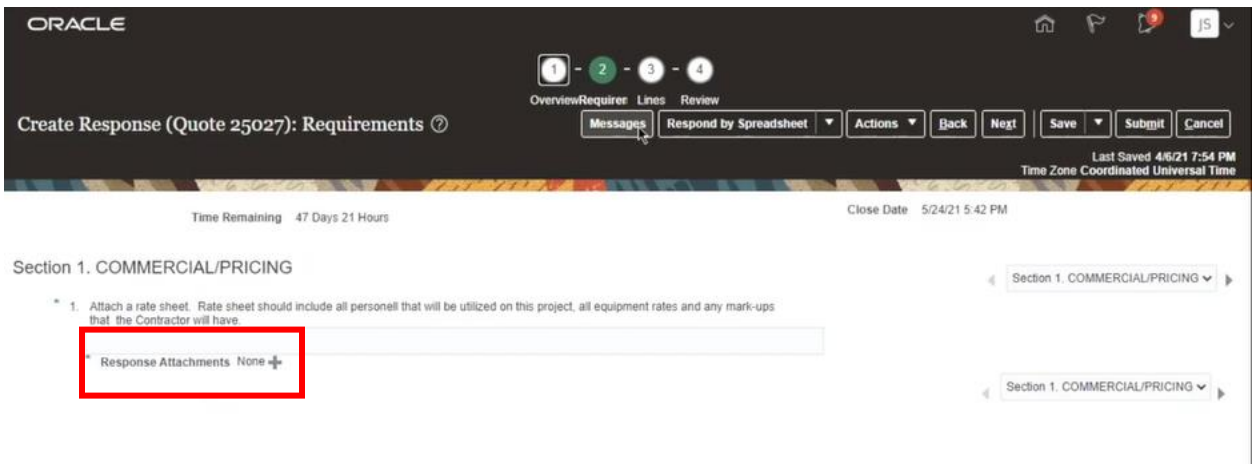 ORACLE
9
JS
1 - 2 - 3 - 4
Overview Requirer Lines Review
Create Response (Quote 25027): Requirements ?
Messages Respond by Spreadsheet Actions Back Next Save Submit Cancel
Last Saved 4/6/21 7:54 PM
Time Zone Coordinated Universal Time
Time Remaining 47 Days 21 Hours
Close Date 5/24/21 5:42 PM
Section 1. COMMERCIAL/PRICING
Section 1. COMMERCIAL/PRICING
* 1. Attach a rate sheet. Rate sheet should include all personell that will be utilized on this project, all equipment rates and any mark-ups
that the Contractor will have.
* Response Attachments None
Section 1. COMMERCIAL/PRICING